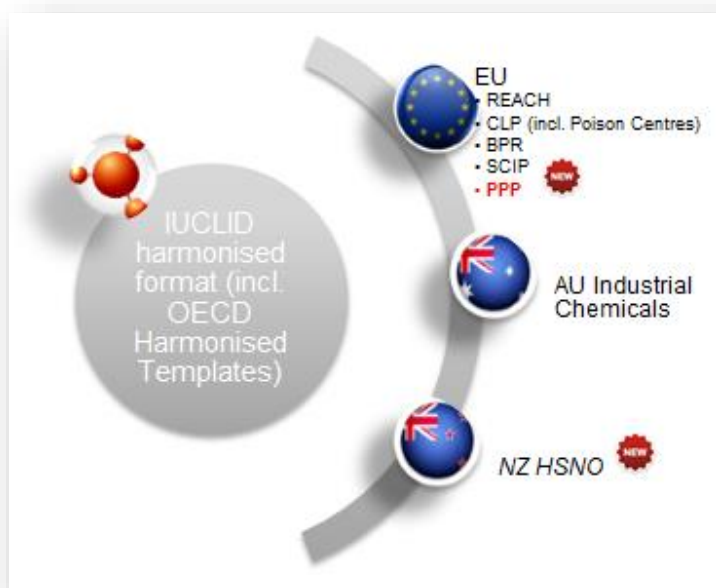 IUCLID
harmonised
format (incl.
OECD
Harmonised
Templates)
EU
• REACH
• CLP (incl. Poison Centres)
• BPR
• SCIP
• PPP
NEW
AU Industrial
Chemicals
NZ HSNO
NEW